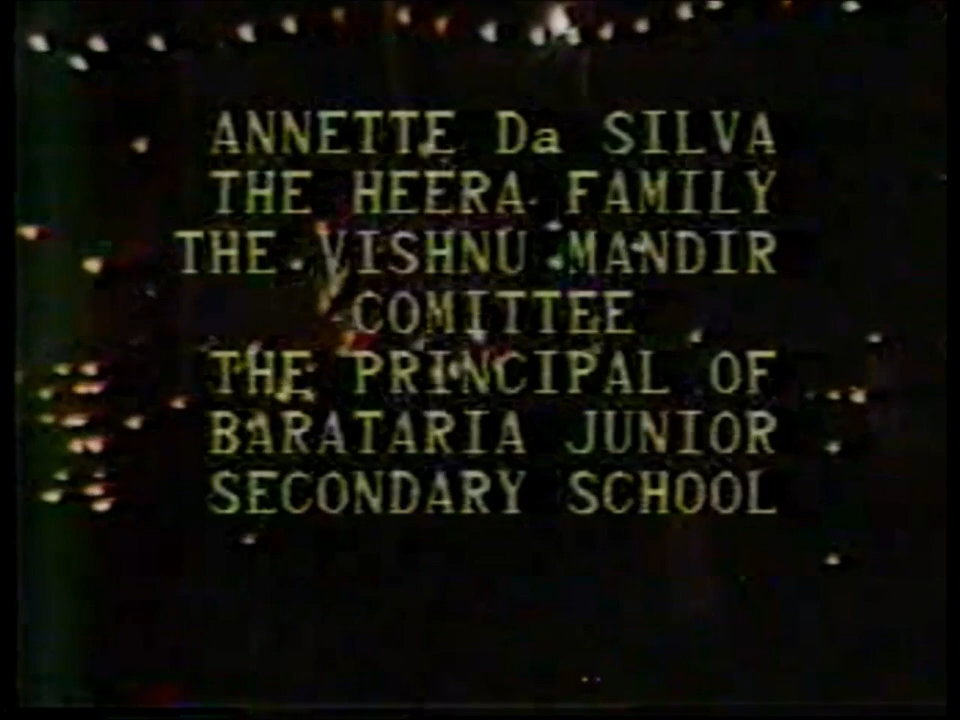 ANNETTE Da SILVA
THE HEERA FAMILY
THE VISHNU MANDIR
COMITTEE
THE PRINCIPAL OF
BARATARIA JUNIOR
SECONDARY SCHOOL